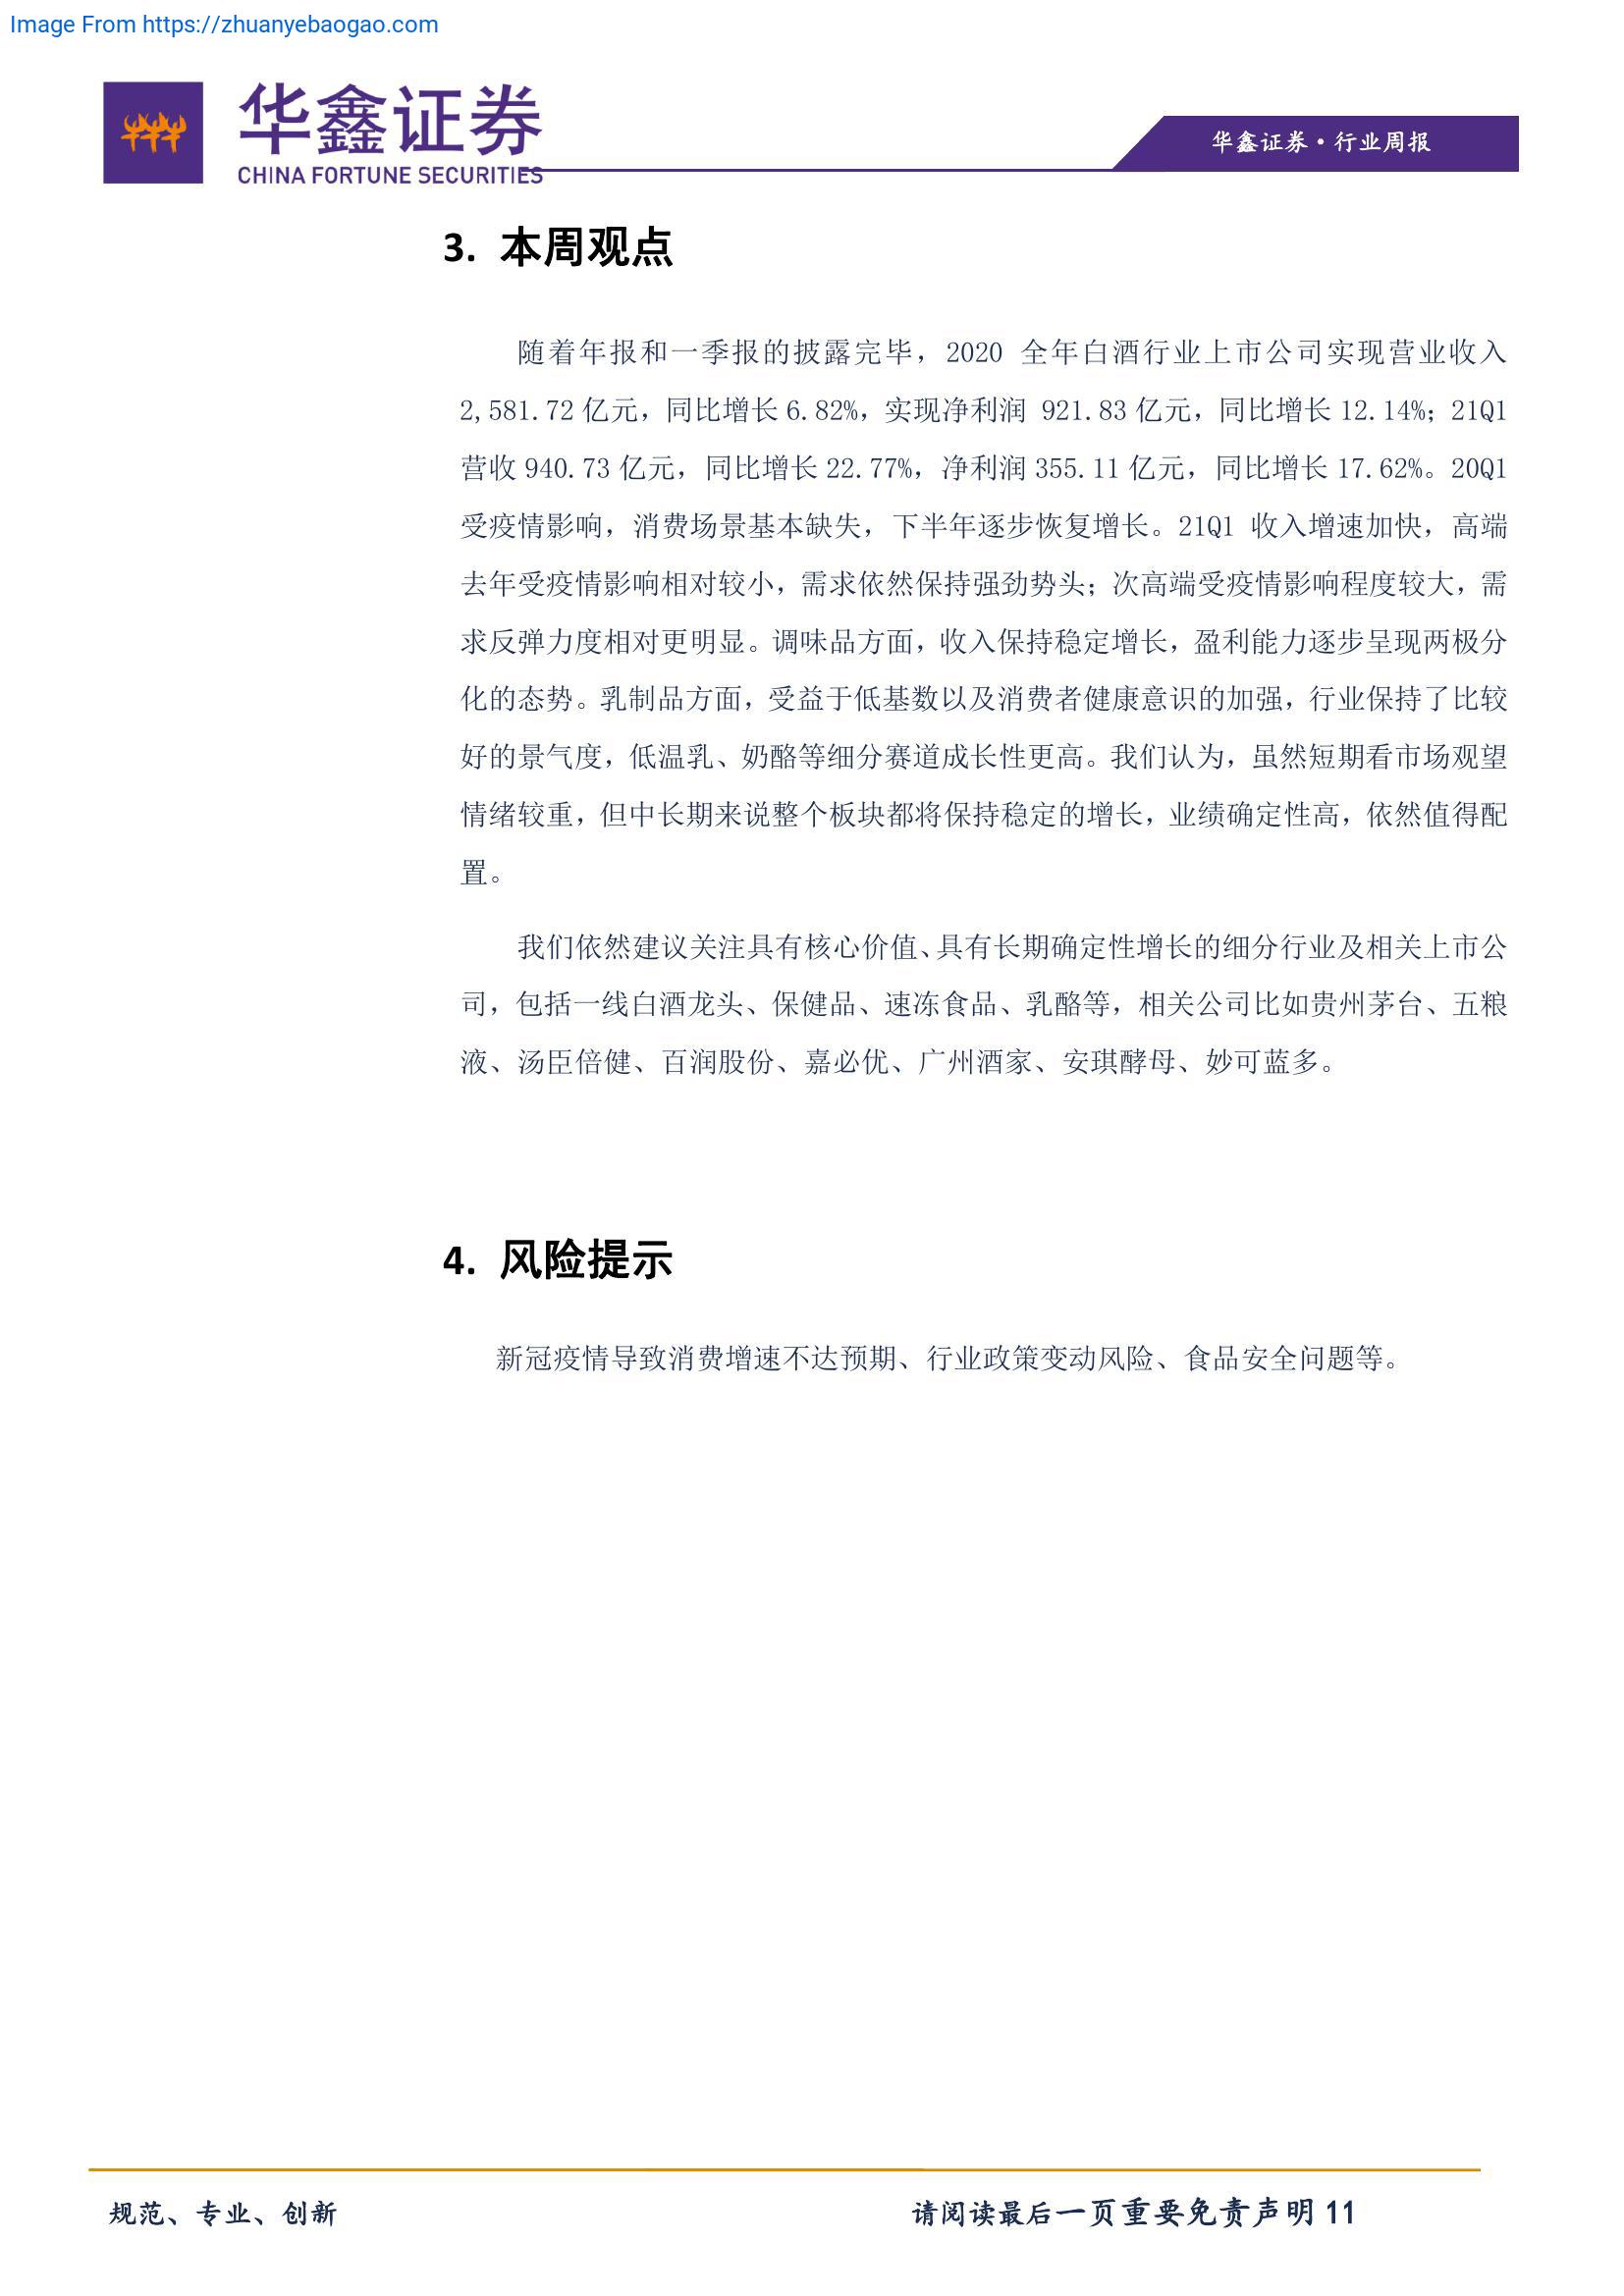 Image From https://zhuanyebaogao.com
华鑫证券
CHINA FORTUNE SECURITIES
华鑫证券·行业周报
3. 本周观点
随着年报和一季报的披露完毕，2020 全年白酒行业上市公司实现营业收入
2,581.72 亿元，同比增长 6.82%，实现净利润 921.83 亿元，同比增长 12.14%；21Q1
营收 940.73 亿元，同比增长 22.77%，净利润 355.11 亿元，同比增长 17.62%。20Q1
受疫情影响，消费场景基本缺失，下半年逐步恢复增长。21Q1 收入增速加快，高端
去年受疫情影响相对较小，需求依然保持强劲势头；次高端受疫情影响程度较大，需
求反弹力度相对更明显。调味品方面，收入保持稳定增长，盈利能力逐步呈现两极分
化的态势。乳制品方面，受益于低基数以及消费者健康意识的加强，行业保持了比较
好的景气度，低温乳、奶酪等细分赛道成长性更高。我们认为，虽然短期看市场观望
情绪较重，但中长期来说整个板块都将保持稳定的增长，业绩确定性高，依然值得配
置。
我们依然建议关注具有核心价值、具有长期确定性增长的细分行业及相关上市公
司，包括一线白酒龙头、保健品、速冻食品、乳酪等，相关公司比如贵州茅台、五粮
液、汤臣倍健、百润股份、嘉必优、广州酒家、安琪酵母、妙可蓝多。
4. 风险提示
新冠疫情导致消费增速不达预期、行业政策变动风险、食品安全问题等。
规范、专业、创新
请阅读最后一页重要免责声明 11